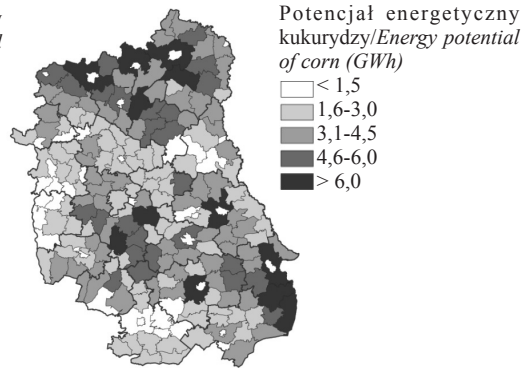 Potencjał energetyczny
kukurydzy/Energy potential
of corn (GWh)
< 1,5
1,6-3,0
3,1-4,5
4,6-6,0
> 6,0